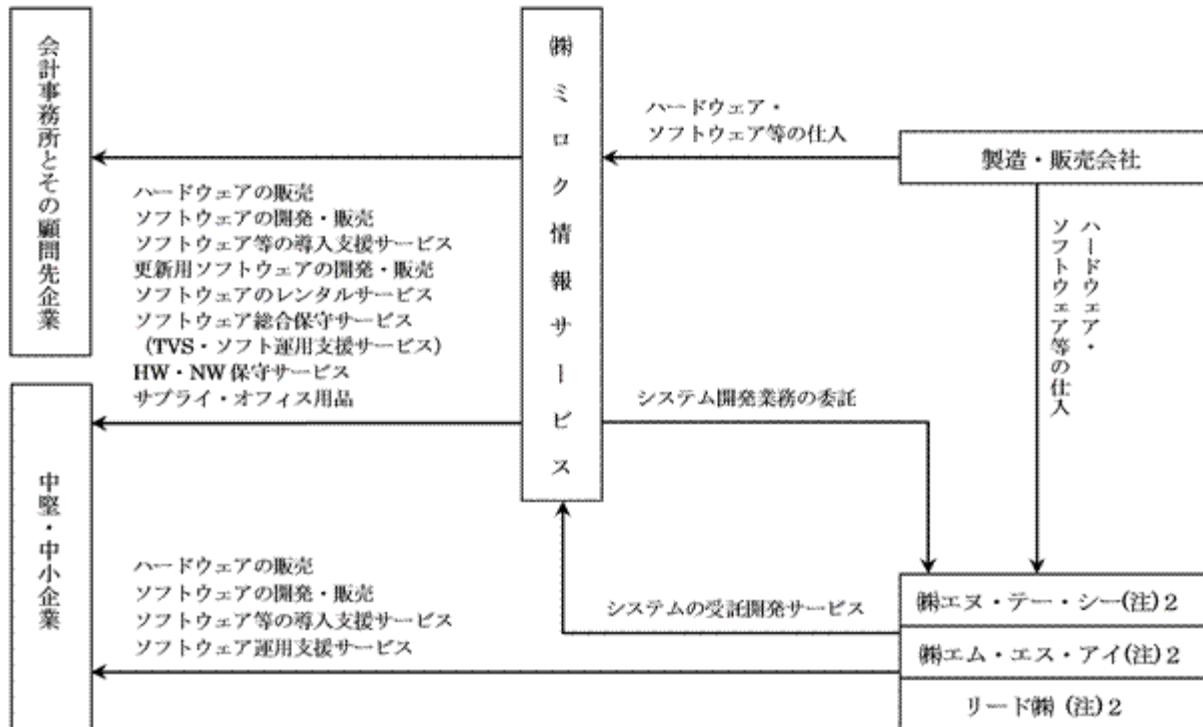 会計事務所とその顧問先企業
㈱ミロク情報サービス
ハードウェア・
ソフトウェア等の仕入
製造・販売会社
ハードウェアの販売
ソフトウェアの開発・販売
ソフトウェア等の導入支援サービス
更新用ソフトウェアの開発・販売
ソフトウェアのレンタルサービス
ソフトウェア総合保守サービス
（TVS・ソフト運用支援サービス）
HW・NW 保守サービス
サプライ・オフィス用品
ハードウェア・
ソフトウェア等の仕入
システム開発業務の委託
中堅・中小企業
ハードウェアの販売
ソフトウェアの開発・販売
ソフトウェア等の導入支援サービス
ソフトウェア運用支援サービス
システムの受託開発サービス
㈱エヌ・テー・シー(注)２
㈱エム・エス・アイ(注)２
リード㈱ (注)２